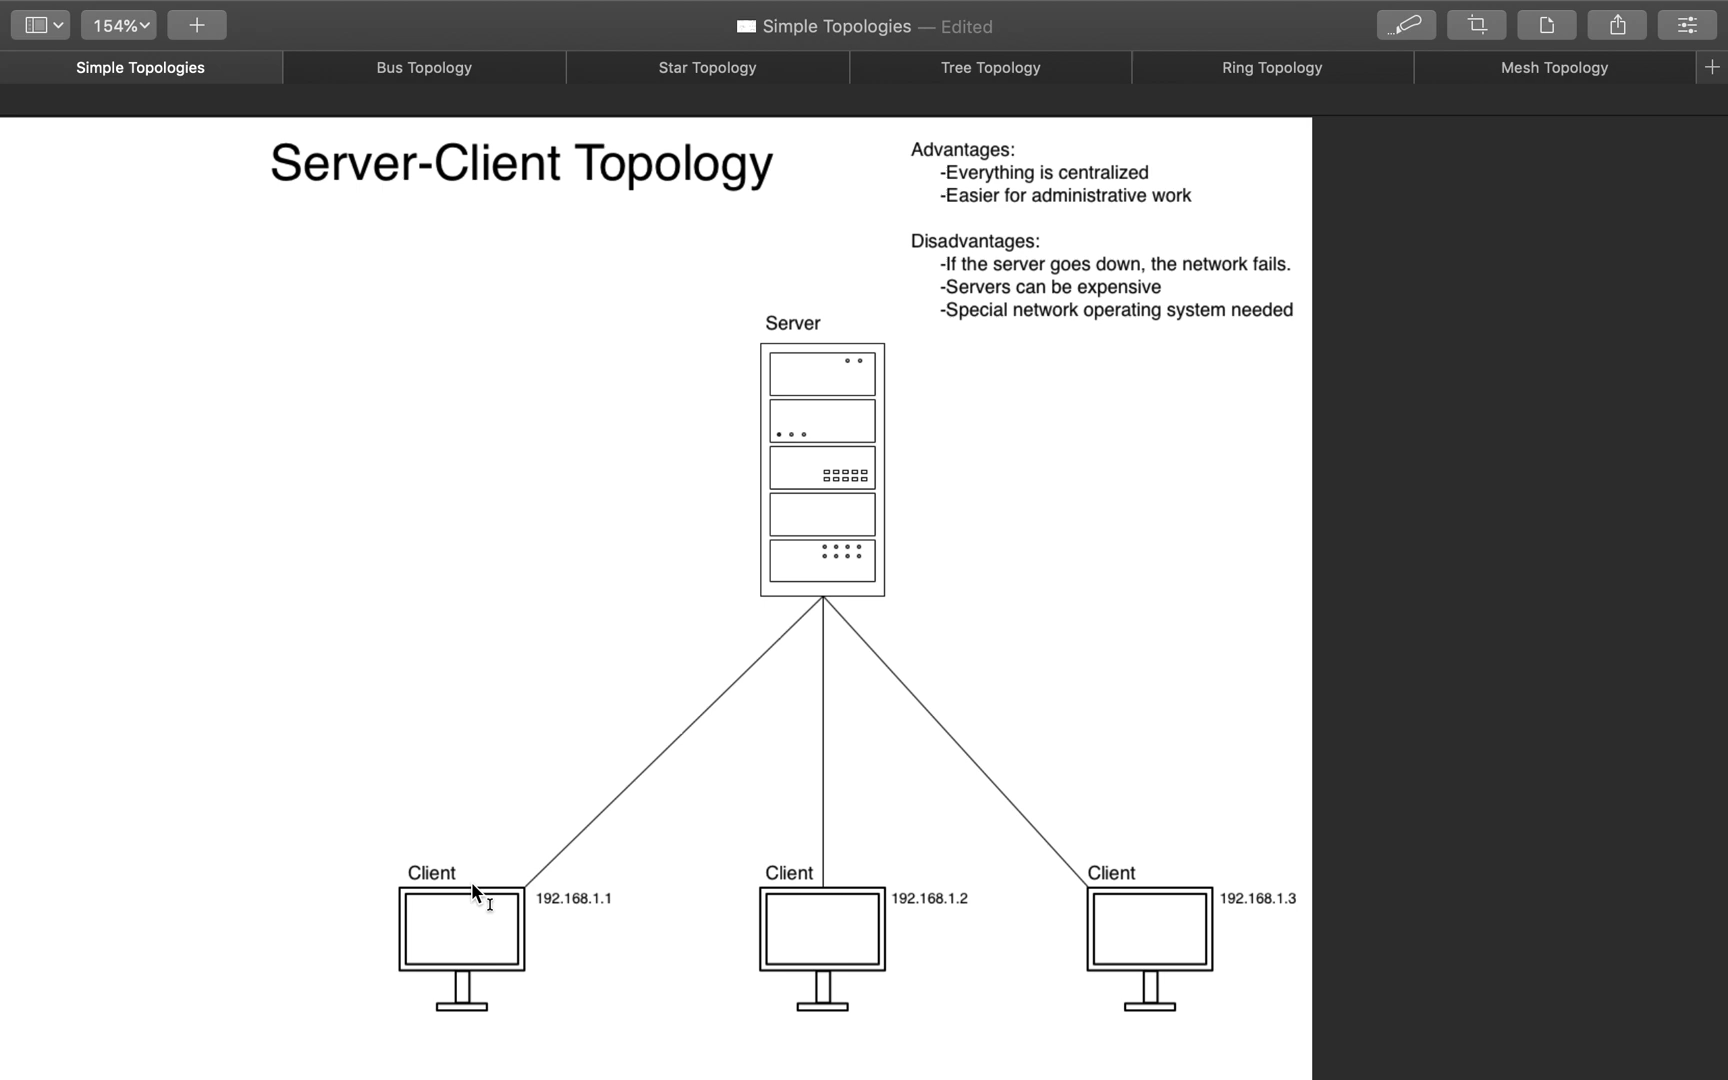 154%
Simple Topologies — Edited
Simple Topologies
Bus Topology
Star Topology
Tree Topology
Ring Topology
Mesh Topology
Server-Client Topology
Advantages:
-Everything is centralized
-Easier for administrative work
Disadvantages:
-If the server goes down, the network fails.
-Servers can be expensive
-Special network operating system needed
Server
Client
192.168.1.1
Client
192.168.1.2
Client
192.168.1.3